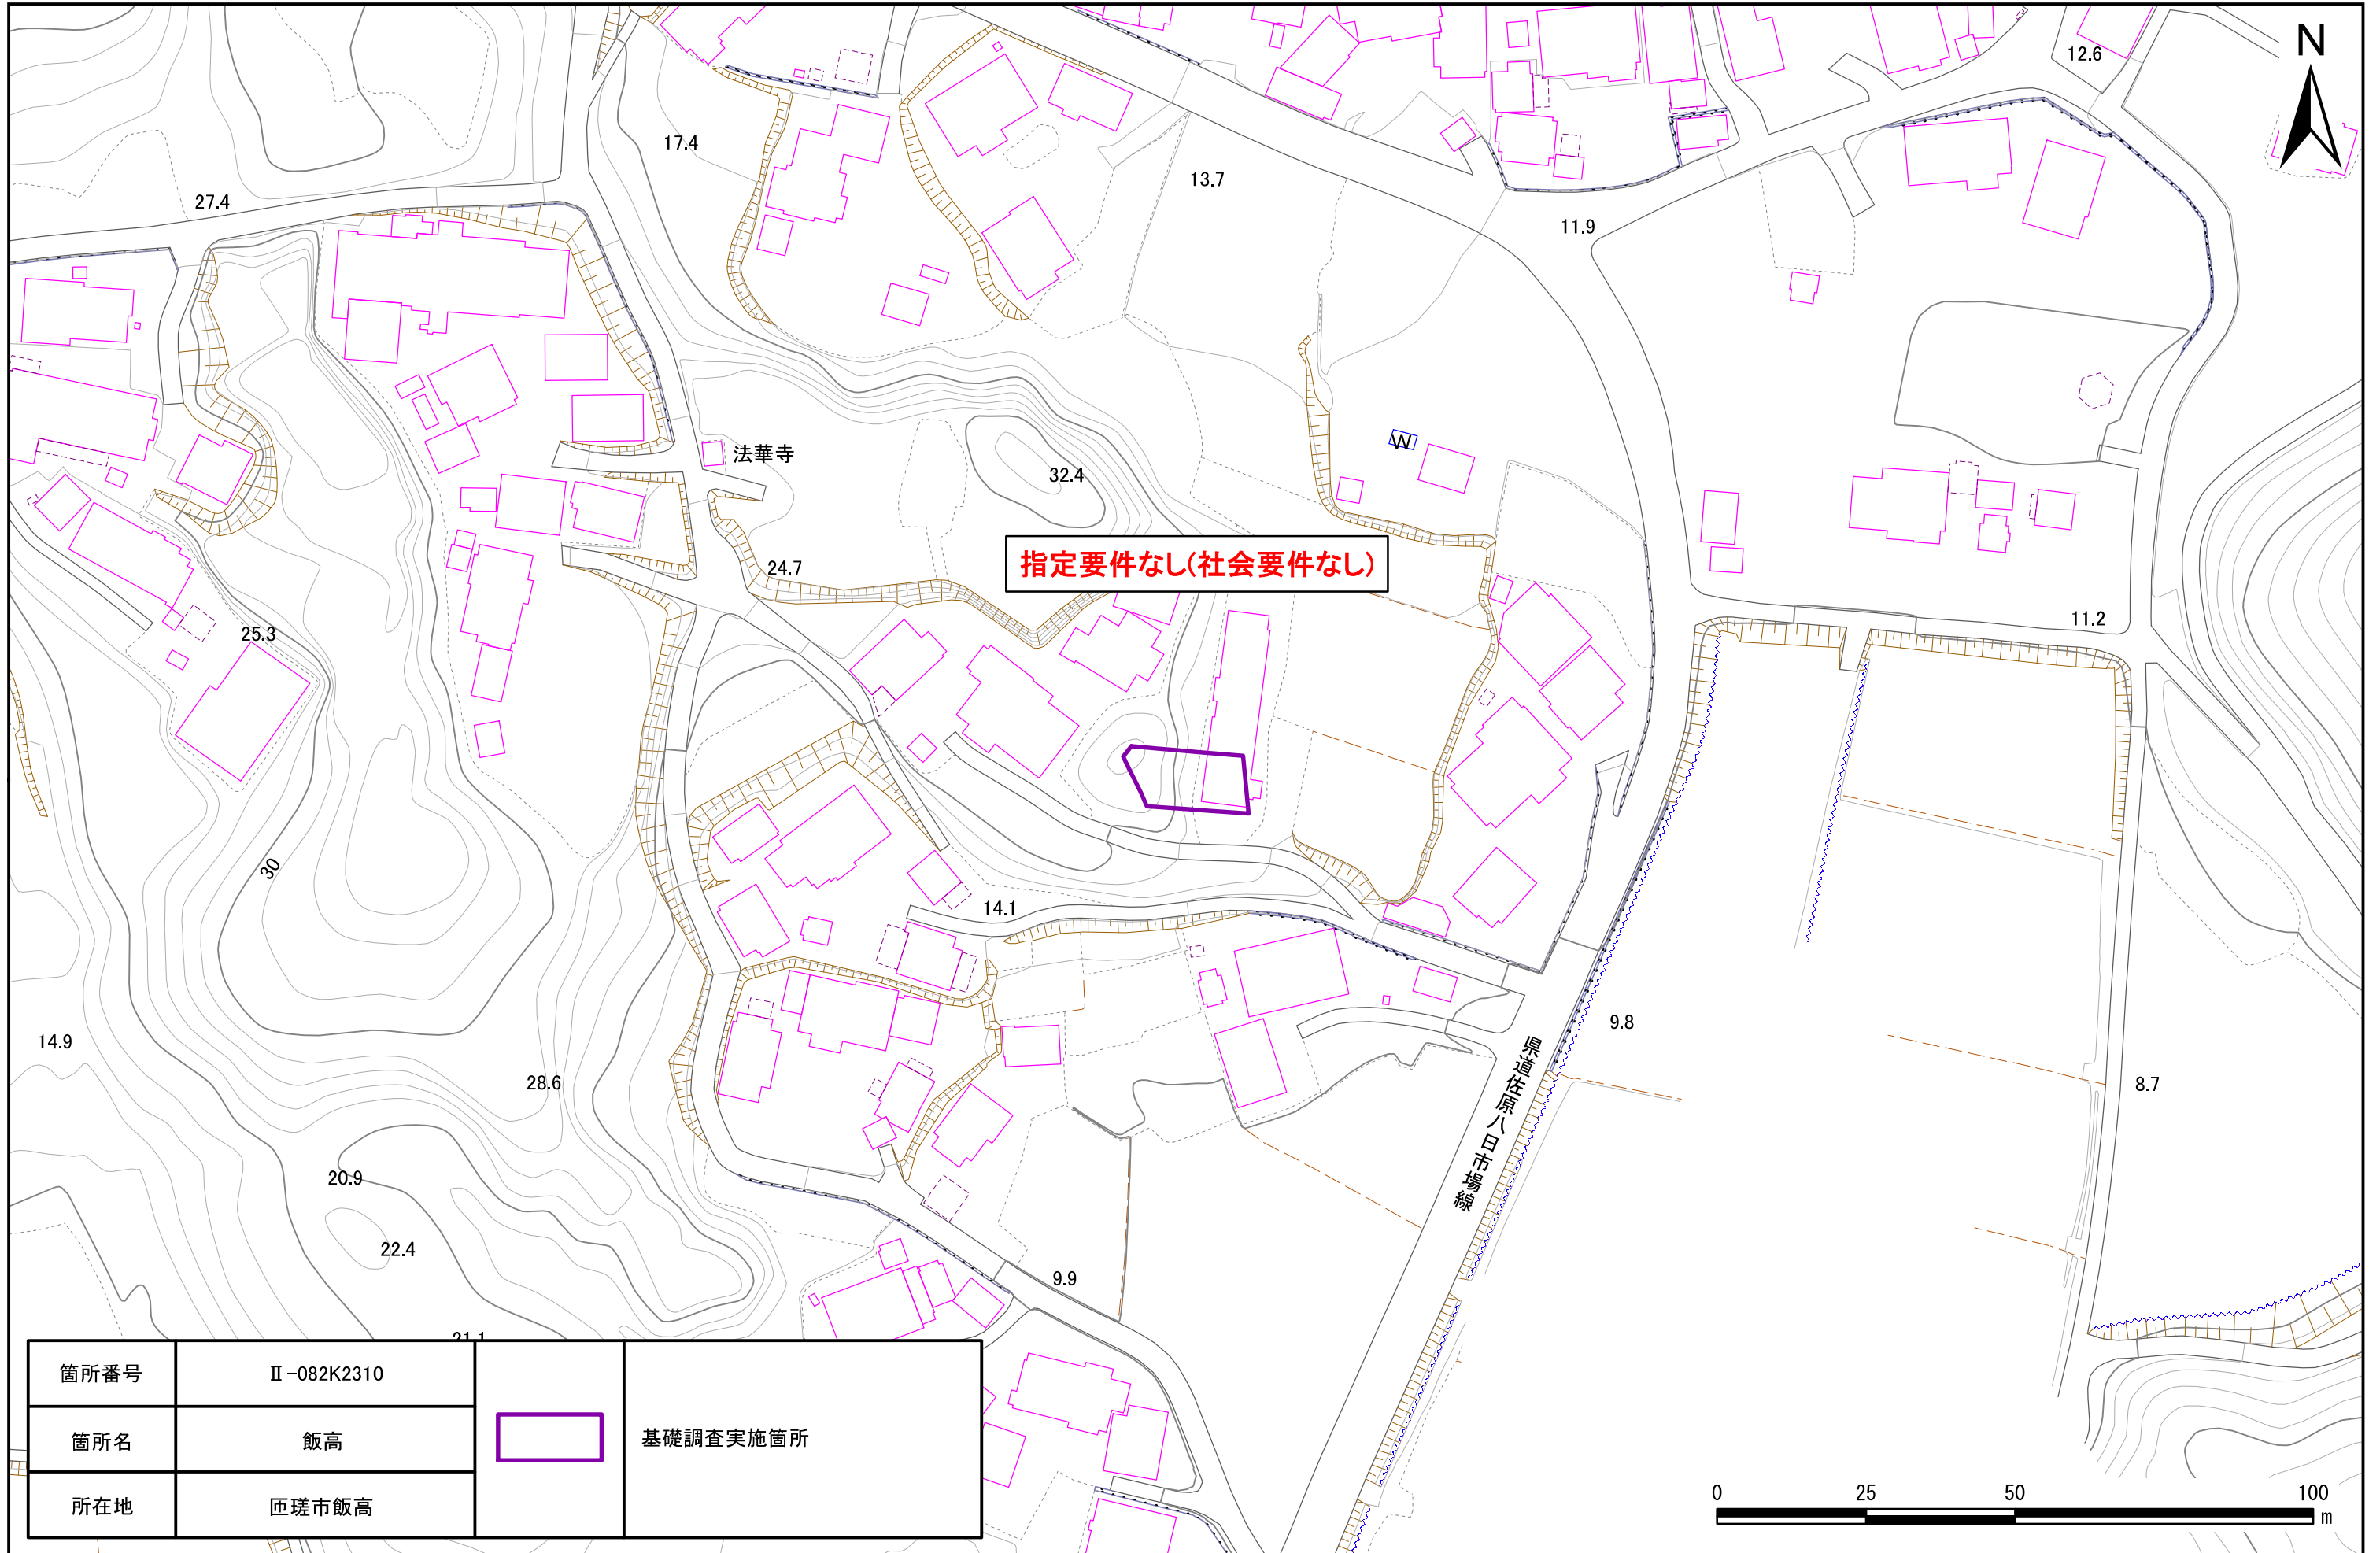 N
12.6
17.4
13.7
27.4
11.9
法華寺
W
32.4
指定要件なし(社会要件なし)
24.7
11.2
25.3
30
14.1
9.8
14.9
県道佐原八日市場線
28.6
8.7
20.9
22.4
9.9
21.1
箇所番号 Ⅱ-082K2310
箇所名 飯高
所在地 匝瑳市飯高
基礎調査実施箇所
0 25 50 100
m